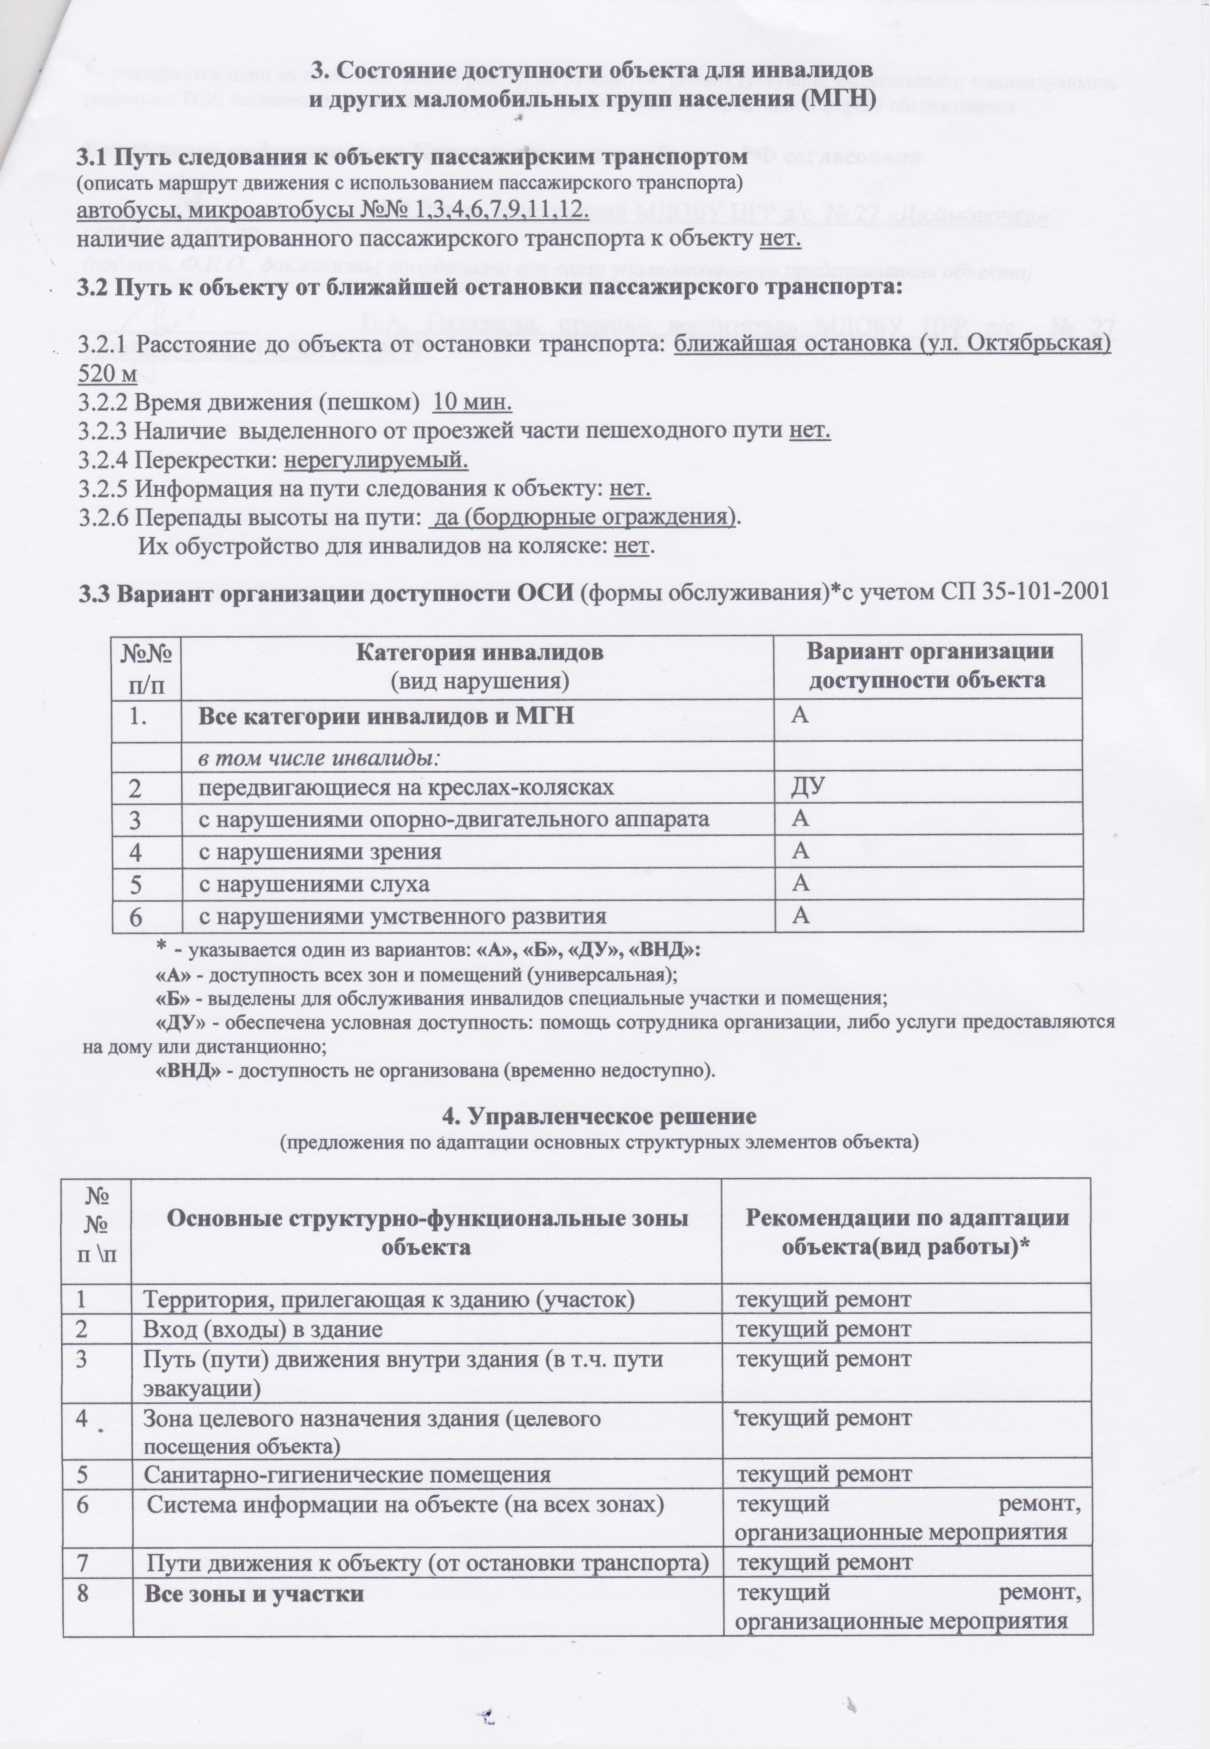 3. Состояние доступности объекта для инвалидов
и других маломобильных групп населения (МГН)
3.1 Путь следования к объекту пассажирским транспортом
(описать маршрут движения с использованием пассажирского транспорта)
автобусы, микроавтобусы №№ 1,3,4,6,7,9,11,12.
наличие адаптированного пассажирского транспорта к объекту нет.
3.2 Путь к объекту от ближайшей остановки пассажирского транспорта:
3.2.1 Расстояние до объекта от остановки транспорта: ближайшая остановка (ул. Октябрьская)
520 м
3.2.2 Время движения (пешком) 10 мин.
3.2.3 Наличие выделенного от проезжей части пешеходного пути нет.
3.2.4 Перекрестки: нерегулируемый.
3.2.5 Информация на пути следования к объекту: нет.
3.2.6 Перепады высоты на пути: да (бордюрные ограждения).
Их обустройство для инвалидов на коляске: нет.
3.3 Вариант организации доступности ОСИ (формы обслуживания)*с учетом СП 35-101-2001
№№ Категория инвалидов Вариант организации
п/п (вид нарушения) доступности объекта
1. Все категории инвалидов и МГН А
в том числе инвалиды:
2 передвигающиеся на креслах-колясках ДУ
3 с нарушениями опорно-двигательного аппарата А
4 с нарушениями зрения А
5 с нарушениями слуха А
6 с нарушениями умственного развития А
* - указывается один из вариантов: «А», «Б», «ДУ», «ВНД»:
«А» - доступность всех зон и помещений (универсальная);
«Б» - выделены для обслуживания инвалидов специальные участки и помещения;
«ДУ» - обеспечена условная доступность: помощь сотрудника организации, либо услуги предоставляются
на дому или дистанционно;
«ВНД» - доступность не организована (временно недоступно).
4. Управленческое решение
(предложения по адаптации основных структурных элементов объекта)
№
№ Основные структурно-функциональные зоны Рекомендации по адаптации
п \п объекта объекта(вид работы)*
1 Территория, прилегающая к зданию (участок) текущий ремонт
2 Вход (входы) в здание текущий ремонт
3 Путь (пути) движения внутри здания (в т.ч. пути текущий ремонт
эвакуации)
4 Зона целевого назначения здания (целевого текущий ремонт
посещения объекта)
5 Санитарно-гигиенические помещения текущий ремонт
6 Система информации на объекте (на всех зонах) текущий ремонт,
организационные мероприятия
7 Пути движения к объекту (от остановки транспорта) текущий ремонт
8 Все зоны и участки текущий ремонт,
организационные мероприятия